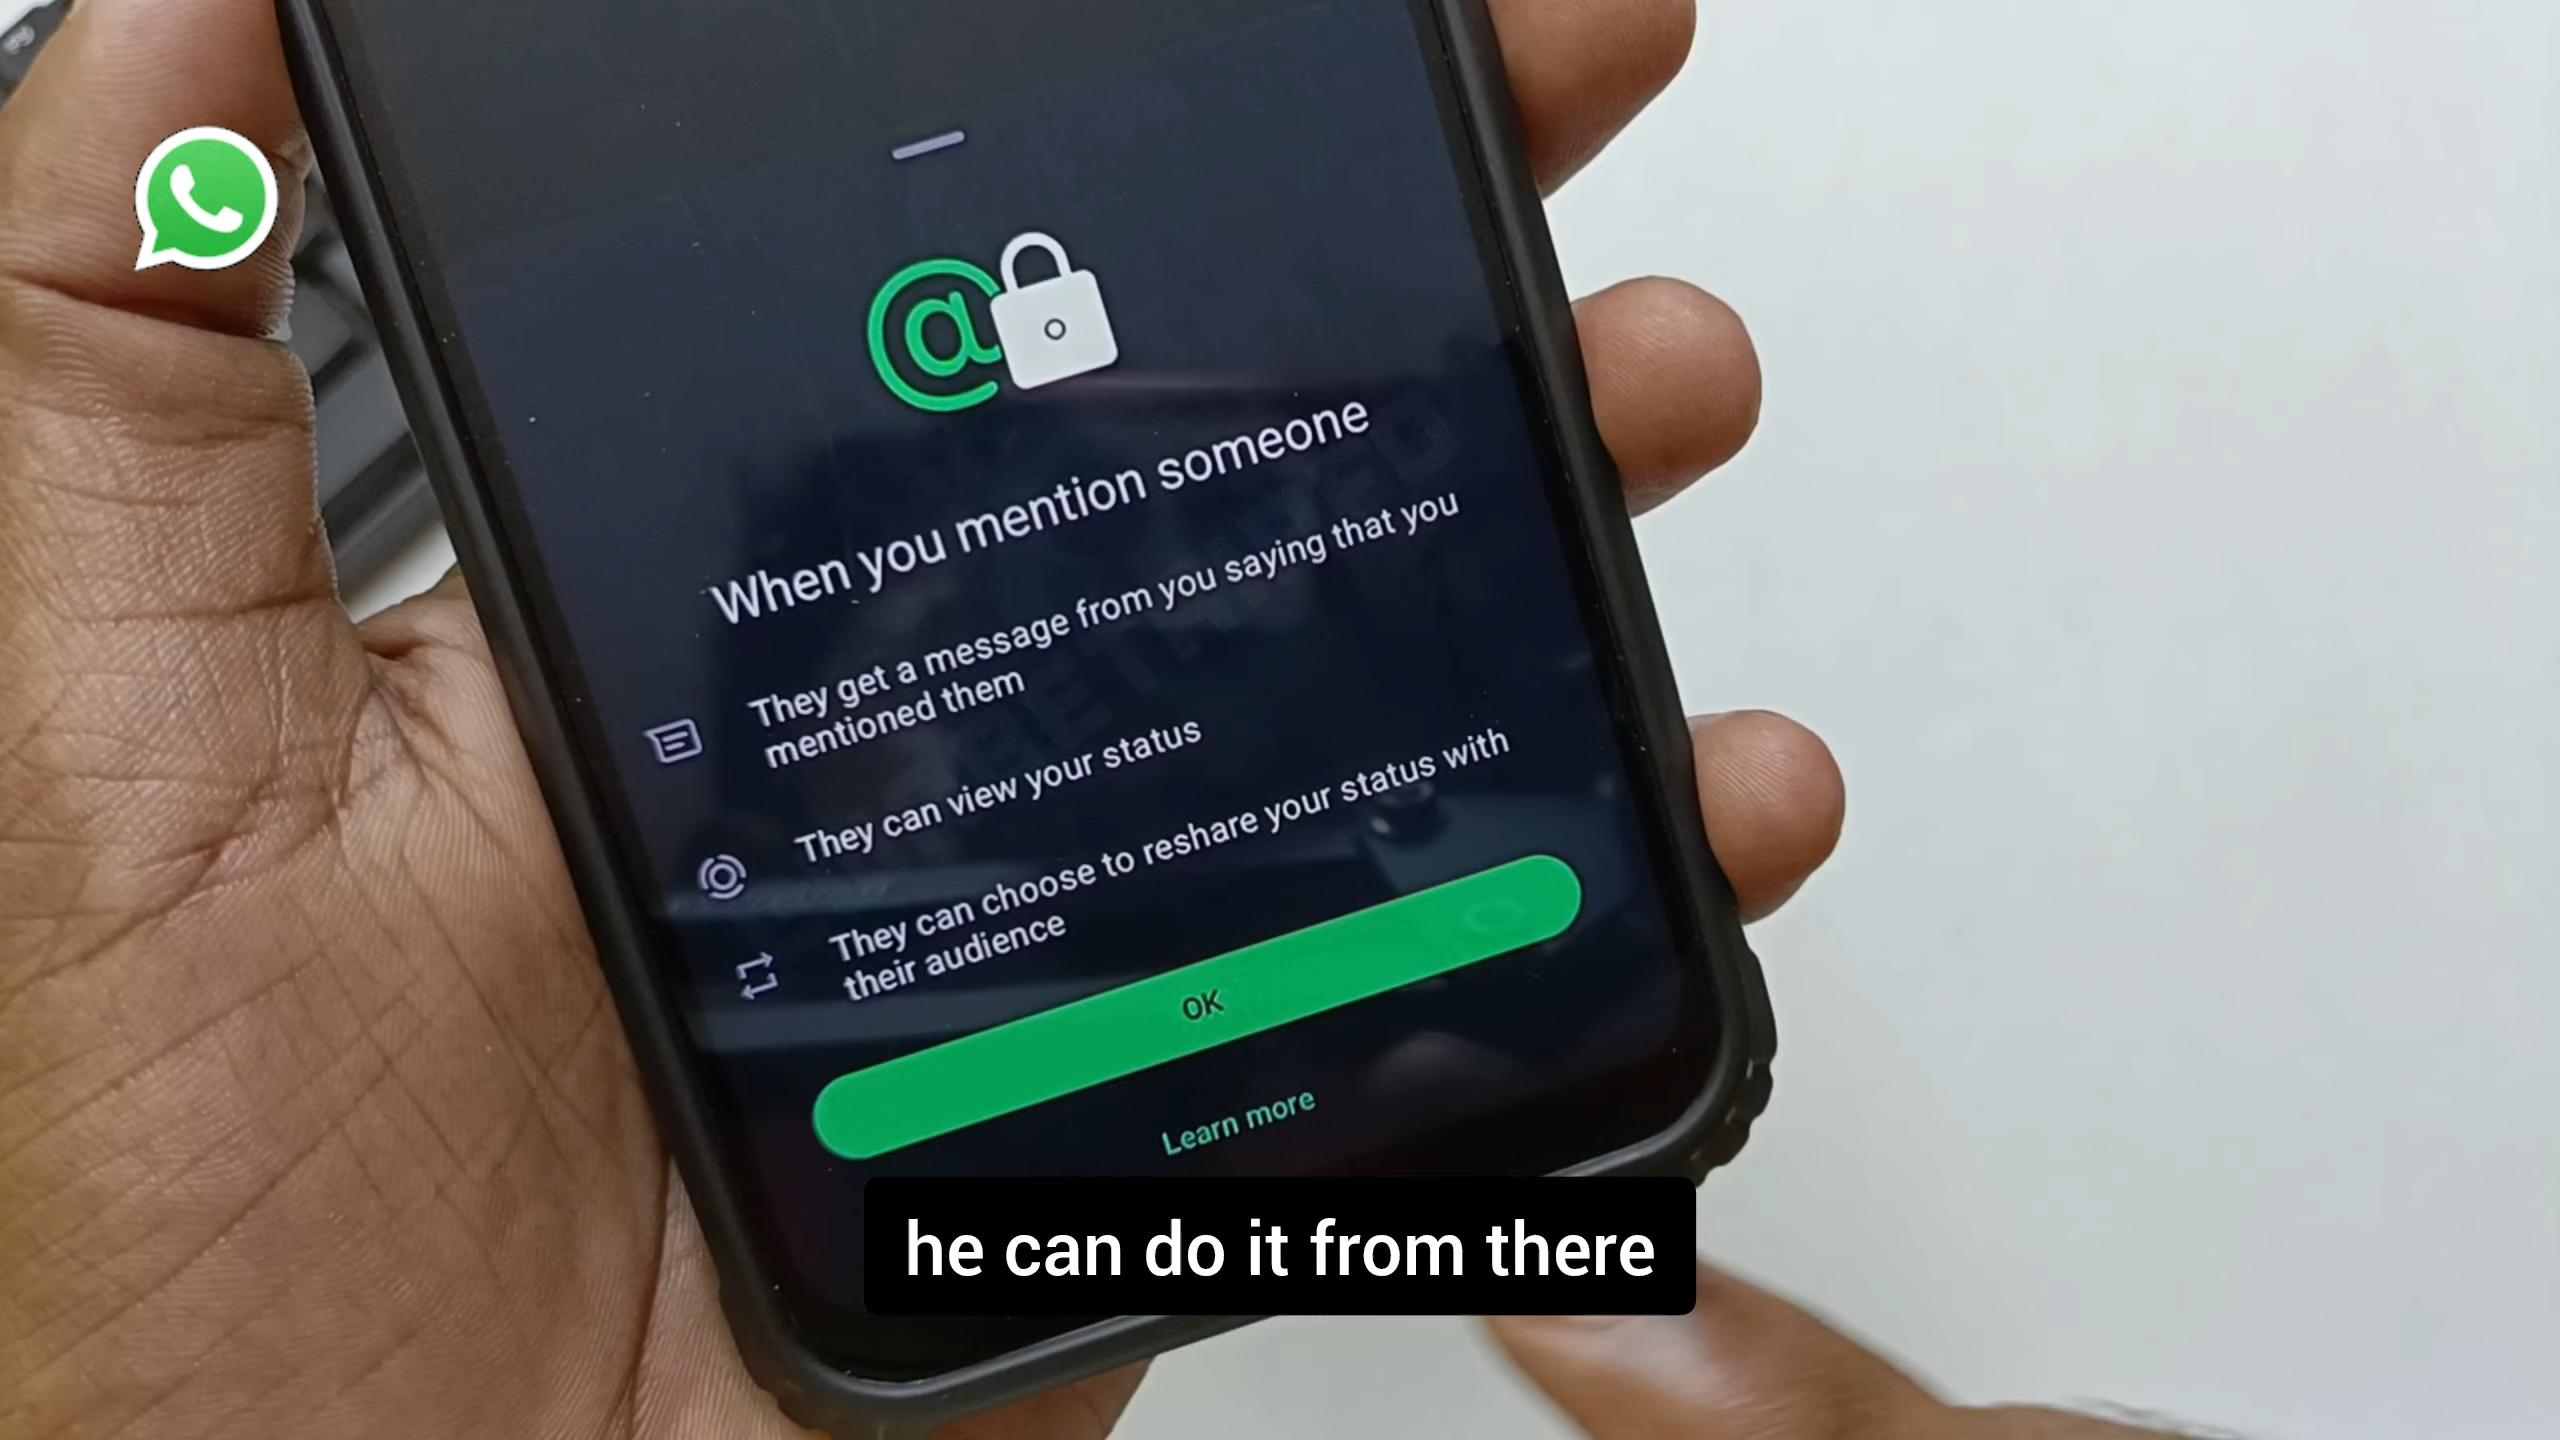 @
When you mention someone
They get a message from you saying that you
mentioned them
They can view your status
They can choose to reshare your status with
their audience
OK
Learn more
he can do it from there